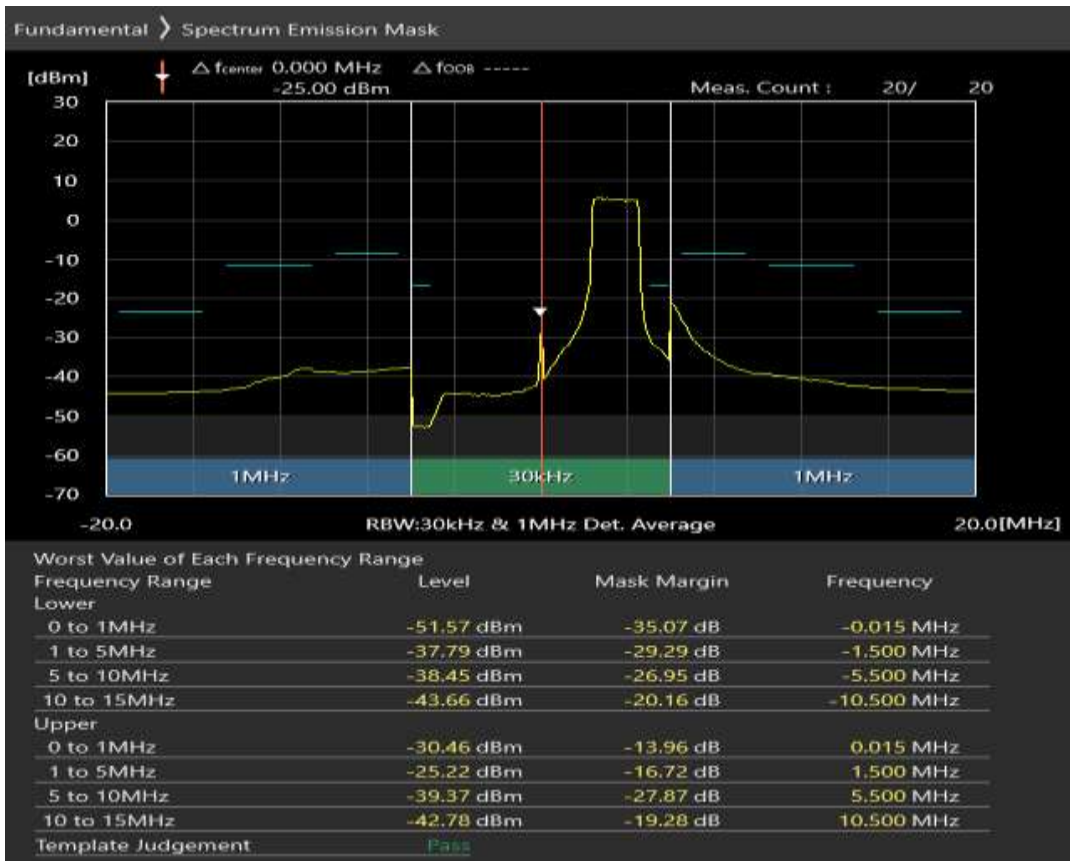 Fundamental ❭ Spectrum Emission Mask
[dBm] △ fcenter 0.000 MHz △ fOOB -----
-25.00 dBm Meas. Count : 20/ 20
30
20
10
0
-10
-20
-30
-40
-50
-60
1MHz 30kHz 1MHz
-70
-20.0 RBW:30kHz & 1MHz Det. Average 20.0[MHz]
Worst Value of Each Frequency Range
Frequency Range Level Mask Margin Frequency
Lower
0 to 1MHz -51.57 dBm -35.07 dB -0.015 MHz
1 to 5MHz -37.79 dBm -29.29 dB -1.500 MHz
5 to 10MHz -38.45 dBm -26.95 dB -5.500 MHz
10 to 15MHz -43.66 dBm -20.16 dB -10.500 MHz
Upper
0 to 1MHz -30.46 dBm -13.96 dB 0.015 MHz
1 to 5MHz -25.22 dBm -16.72 dB 1.500 MHz
5 to 10MHz -39.37 dBm -27.87 dB 5.500 MHz
10 to 15MHz -42.78 dBm -19.28 dB 10.500 MHz
Template Judgement Pass